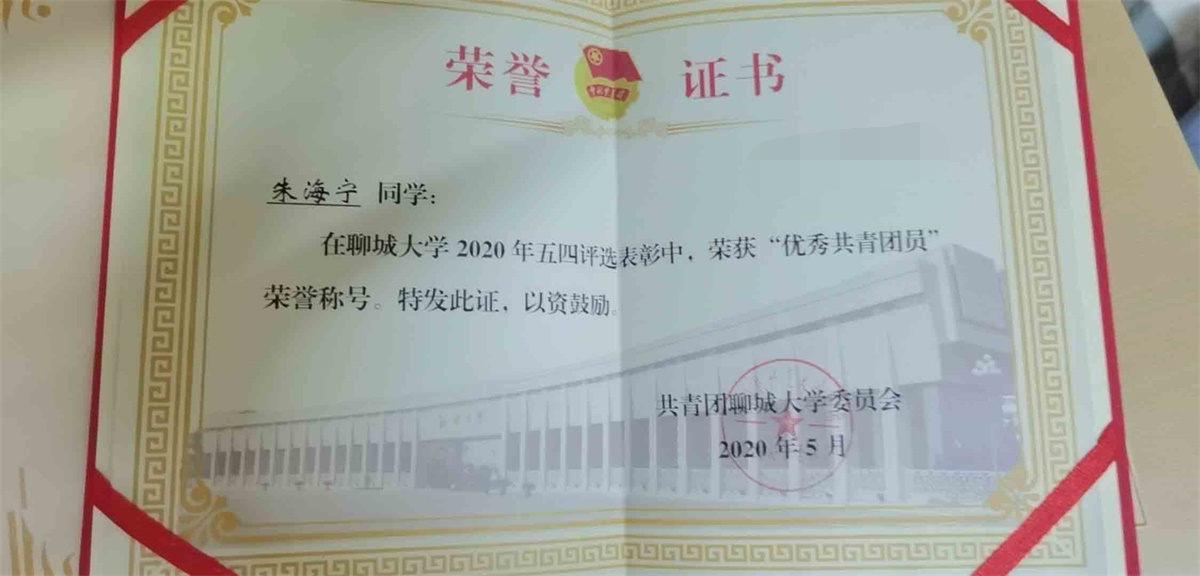 荣誉 证书
朱海宁 同学：
在聊城大学 2020 年五四评选表彰中，荣获“优秀共青团员”
荣誉称号。特发此证，以资鼓励。
共青团聊城大学委员会
2020 年 5 月